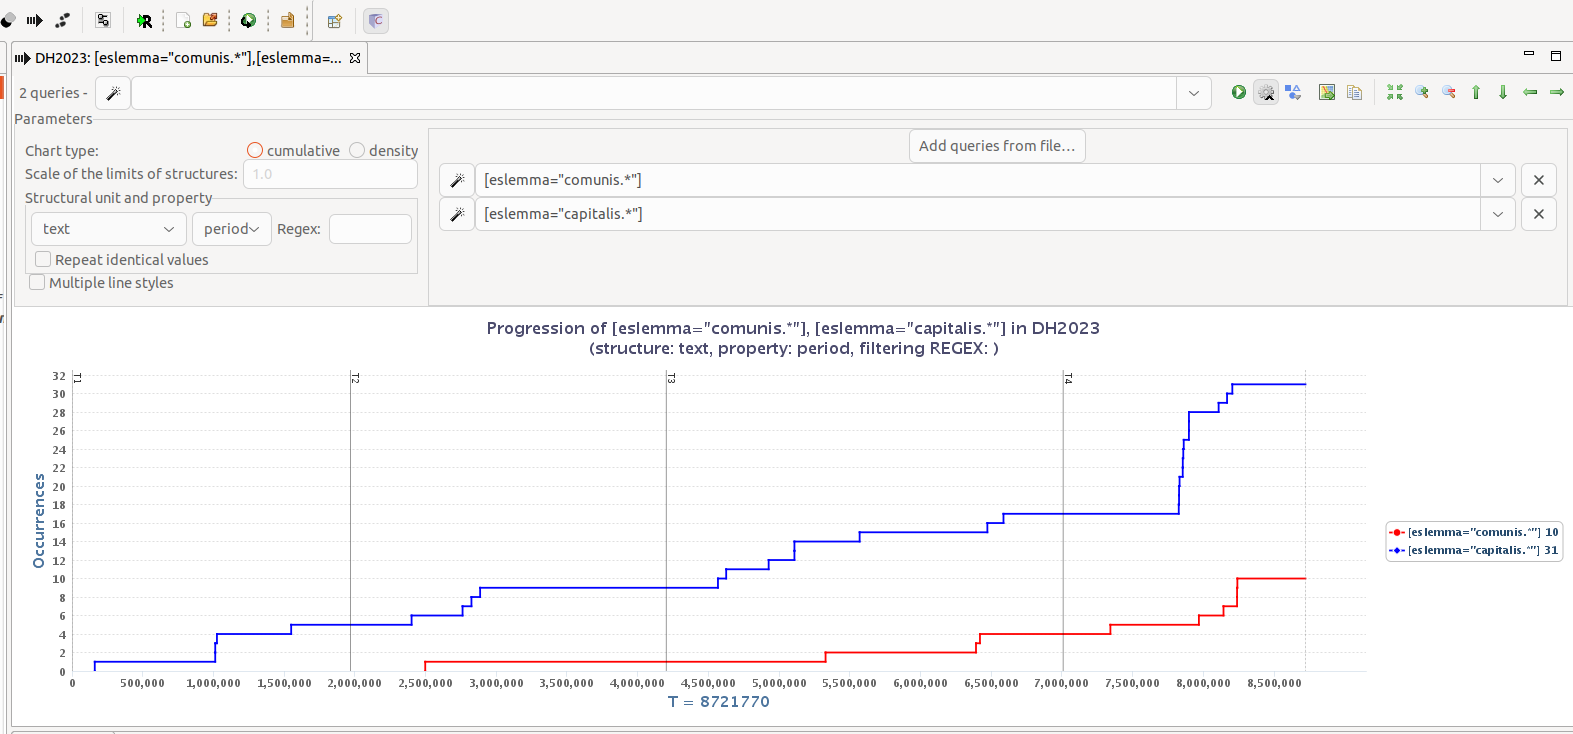 DH2023: [eslemma="comunis.*"],[eslemma=...
2 queries -
Parameters
Chart type: cumulative density
Scale of the limits of structures: 1.0
Structural unit and property
text period Regex:
Repeat identical values
Multiple line styles
Add queries from file...
[eslemma="comunis.*"]
[eslemma="capitalis.*"]
Progression of [eslemma="comunis.*"], [eslemma="capitalis.*"] in DH2023
(structure: text, property: period, filtering REGEX: )
T1 T2 T3 T4
Occurrences
32
30
28
26
24
22
20
18
16
14
12
10
8
6
4
2
0
0 500,000 1,000,000 1,500,000 2,000,000 2,500,000 3,000,000 3,500,000 4,000,000 4,500,000 5,000,000 5,500,000 6,000,000 6,500,000 7,000,000 7,500,000 8,000,000 8,500,000
T = 8721770
[eslemma="comunis.*"] 10
[eslemma="capitalis.*"] 31